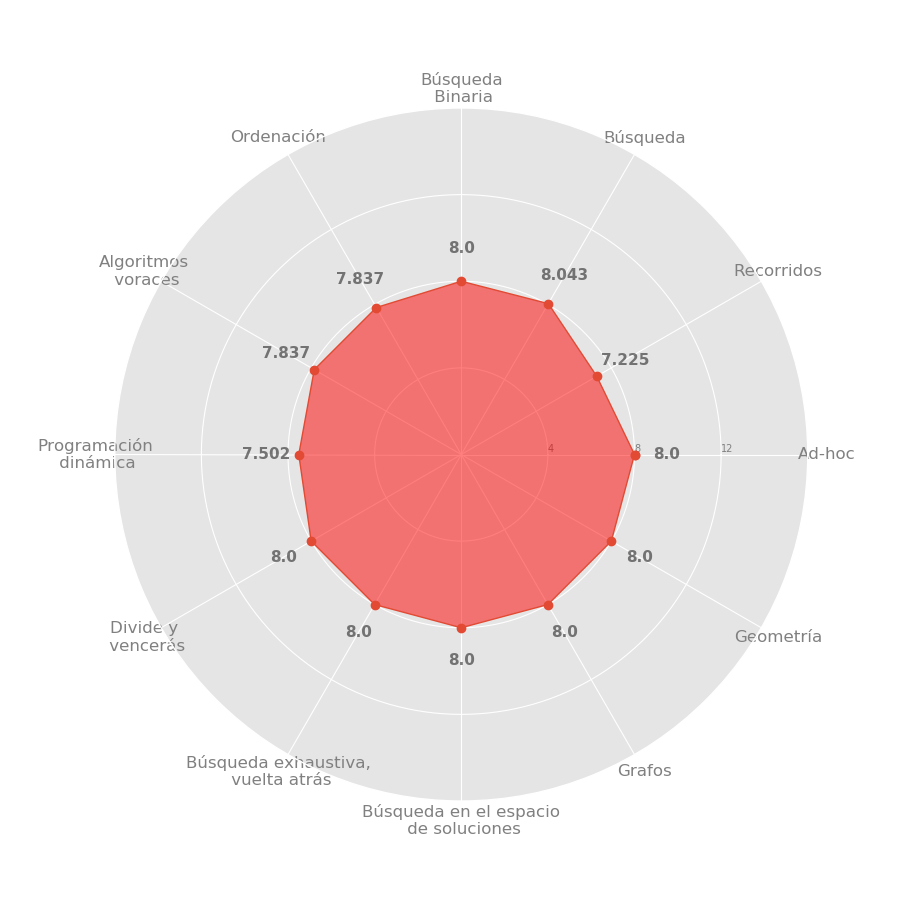 Búsqueda
Binaria
Ordenación
Búsqueda
8.0
Algoritmos
voraces
7.837
8.043
Recorridos
7.837
7.225
Programación
dinámica
7.502
4
8
12
8.0
Ad-hoc
8.0
8.0
Divide y
vencerás
8.0
8.0
8.0
Geometría
Búsqueda exhaustiva,
vuelta atrás
Grafos
Búsqueda en el espacio
de soluciones